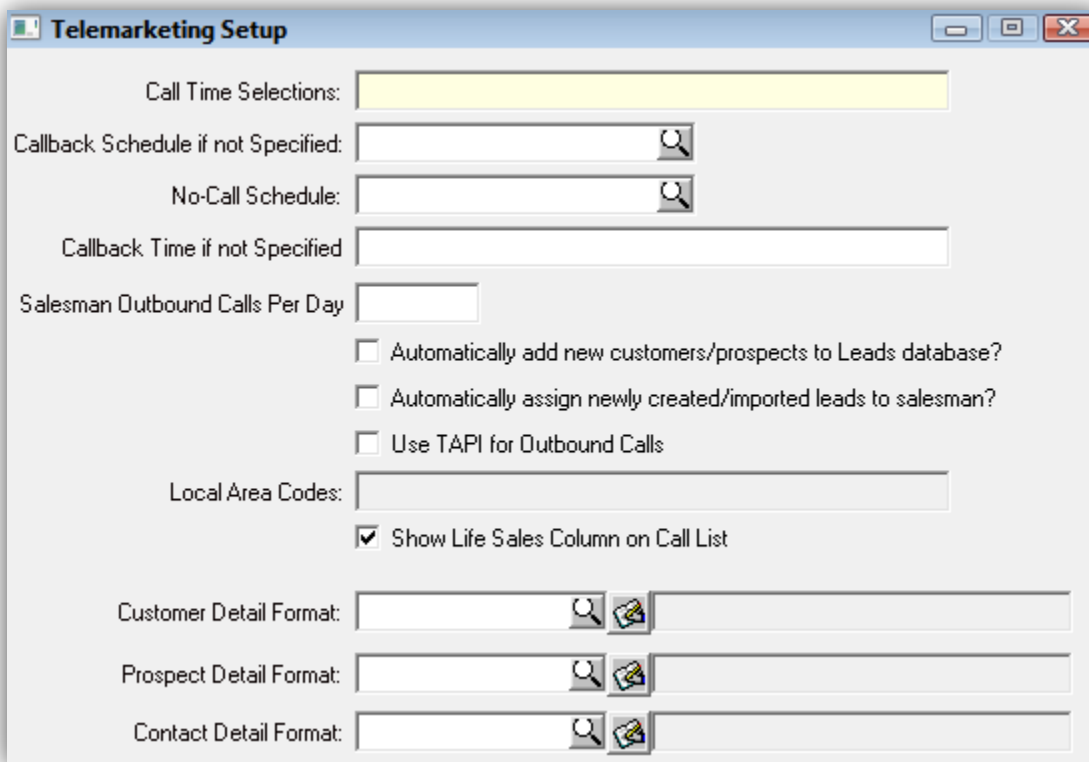 Telemarketing Setup
Call Time Selections:
Callback Schedule if not Specified:
No-Call Schedule:
Callback Time if not Specified
Salesman Outbound Calls Per Day
Automatically add new customers/prospects to Leads database?
Automatically assign newly created/imported leads to salesman?
Use TAPI for Outbound Calls
Local Area Codes:
Show Life Sales Column on Call List
Customer Detail Format:
Prospect Detail Format:
Contact Detail Format: